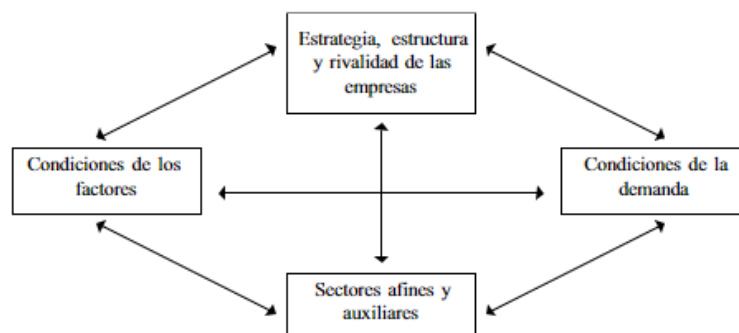 Estrategia, estructura
y rivalidad de las
empresas
Condiciones de los
factores
Condiciones de la
demanda
Sectores afines y
auxiliares